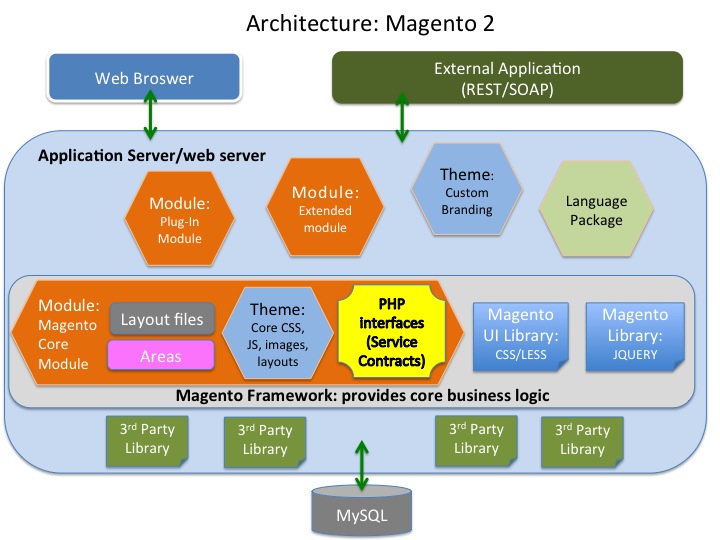 Architecture: Magento 2
Web Broswer
External Application
(REST/SOAP)
Application Server/web server
Module:
Plug-In
Module
Module:
Extended
module
Theme:
Custom
Branding
Language
Package
Module:
Magento
Core
Module
Layout files
Areas
Theme:
Core CSS,
JS, images,
layouts
PHP
interfaces
(Service
Contracts)
Magento
UI Library:
CSS/LESS
Magento
Library:
JQUERY
Magento Framework: provides core business logic
3rd Party
Library
3rd Party
Library
3rd Party
Library
3rd Party
Library
MySQL